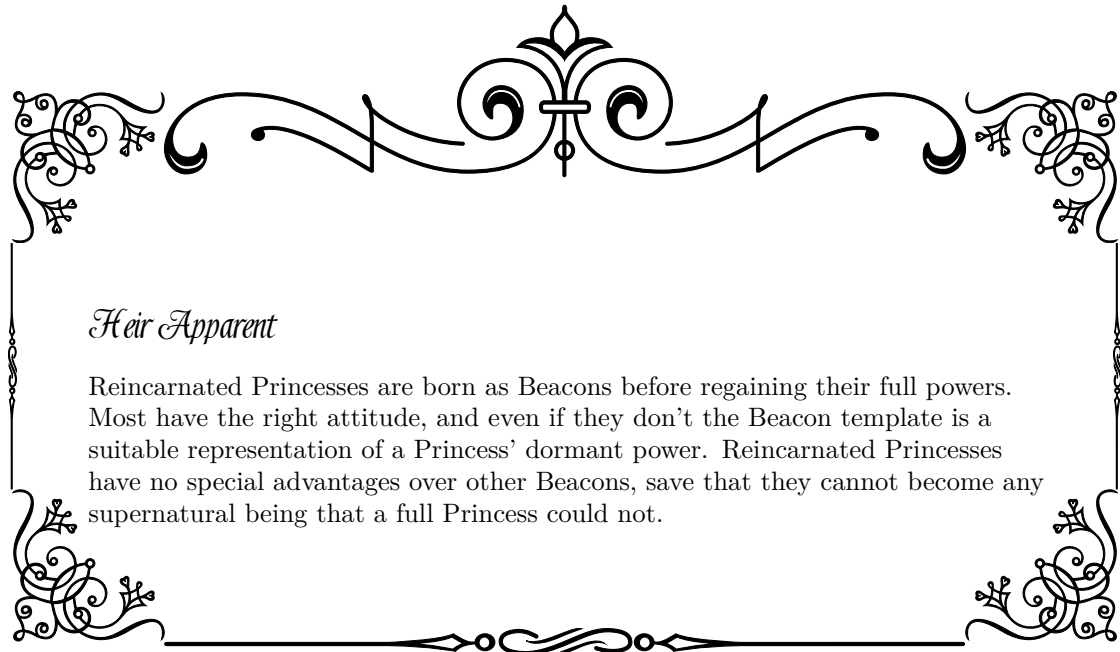 Heir Apparent
Reincarnated Princesses are born as Beacons before regaining their full powers.
Most have the right attitude, and even if they don't the Beacon template is a
suitable representation of a Princess' dormant power. Reincarnated Princesses
have no special advantages over other Beacons, save that they cannot become any
supernatural being that a full Princess could not.